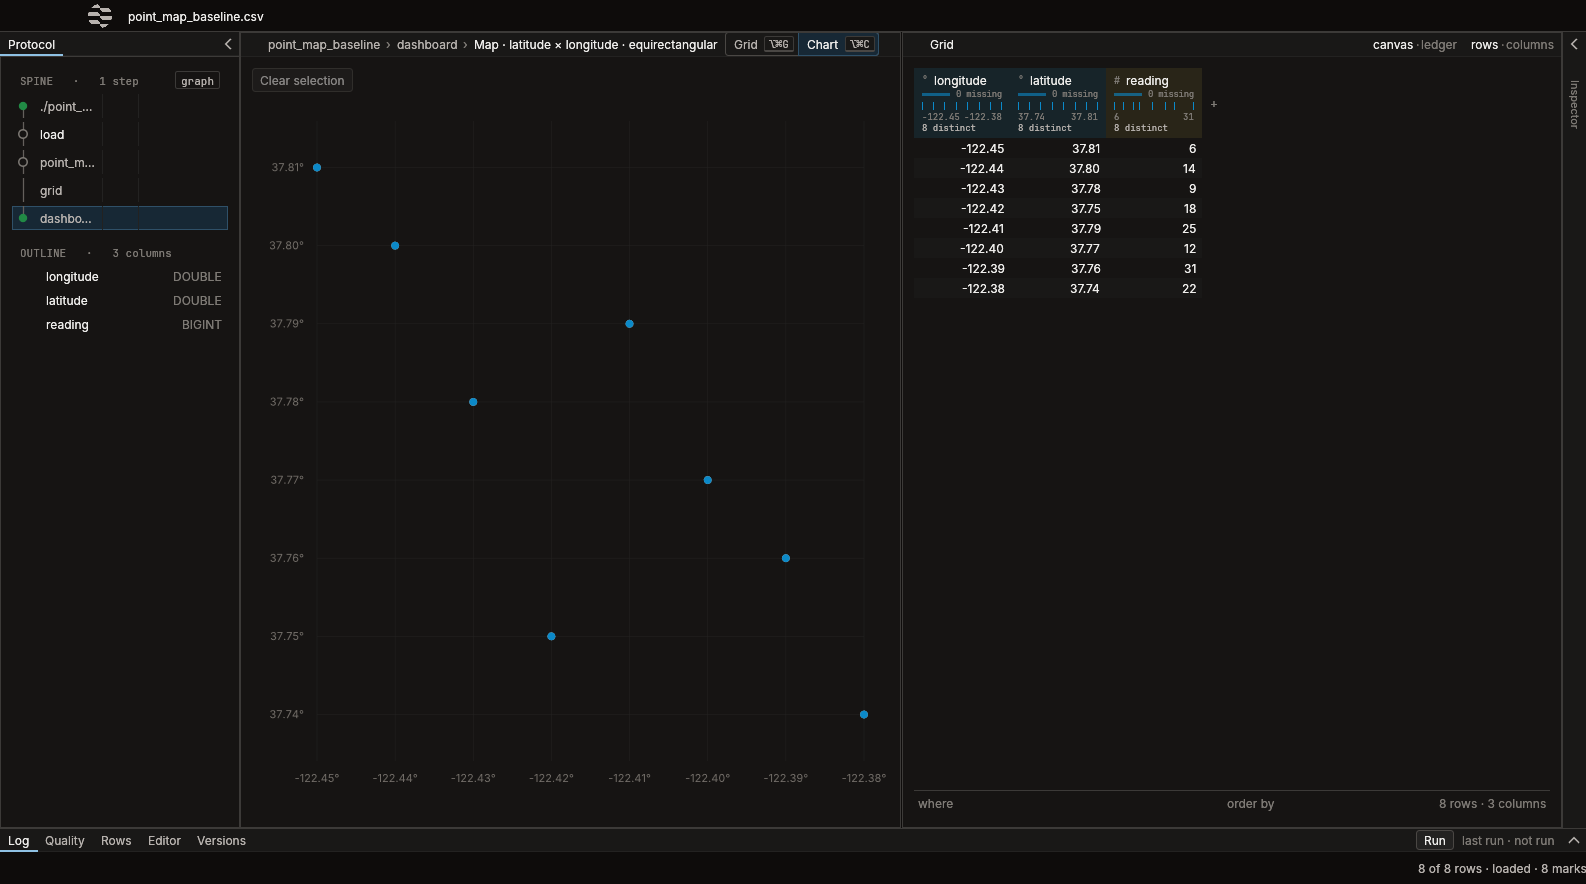 point_map_baseline.csv
Protocol
SPINE · 1 step graph
./point_...
load
point_m...
grid
dashbo...
OUTLINE · 3 columns
longitude DOUBLE
latitude DOUBLE
reading BIGINT
point_map_baseline › dashboard › Map · latitude × longitude · equirectangular Grid ⌥⌘G Chart ⌥⌘C
Clear selection
37.81°
37.80°
37.79°
37.78°
37.77°
37.76°
37.75°
37.74°
-122.45° -122.44° -122.43° -122.42° -122.41° -122.40° -122.39° -122.38°
Grid canvas · ledger rows · columns
° longitude ° latitude # reading
0 missing 0 missing 0 missing
-122.45 -122.38 37.74 37.81 6 31
8 distinct 8 distinct 8 distinct
+
-122.45 37.81 6
-122.44 37.80 14
-122.43 37.78 9
-122.42 37.75 18
-122.41 37.79 25
-122.40 37.77 12
-122.39 37.76 31
-122.38 37.74 22
where order by 8 rows · 3 columns
Inspector
Log Quality Rows Editor Versions Run last run · not run
8 of 8 rows · loaded · 8 marks